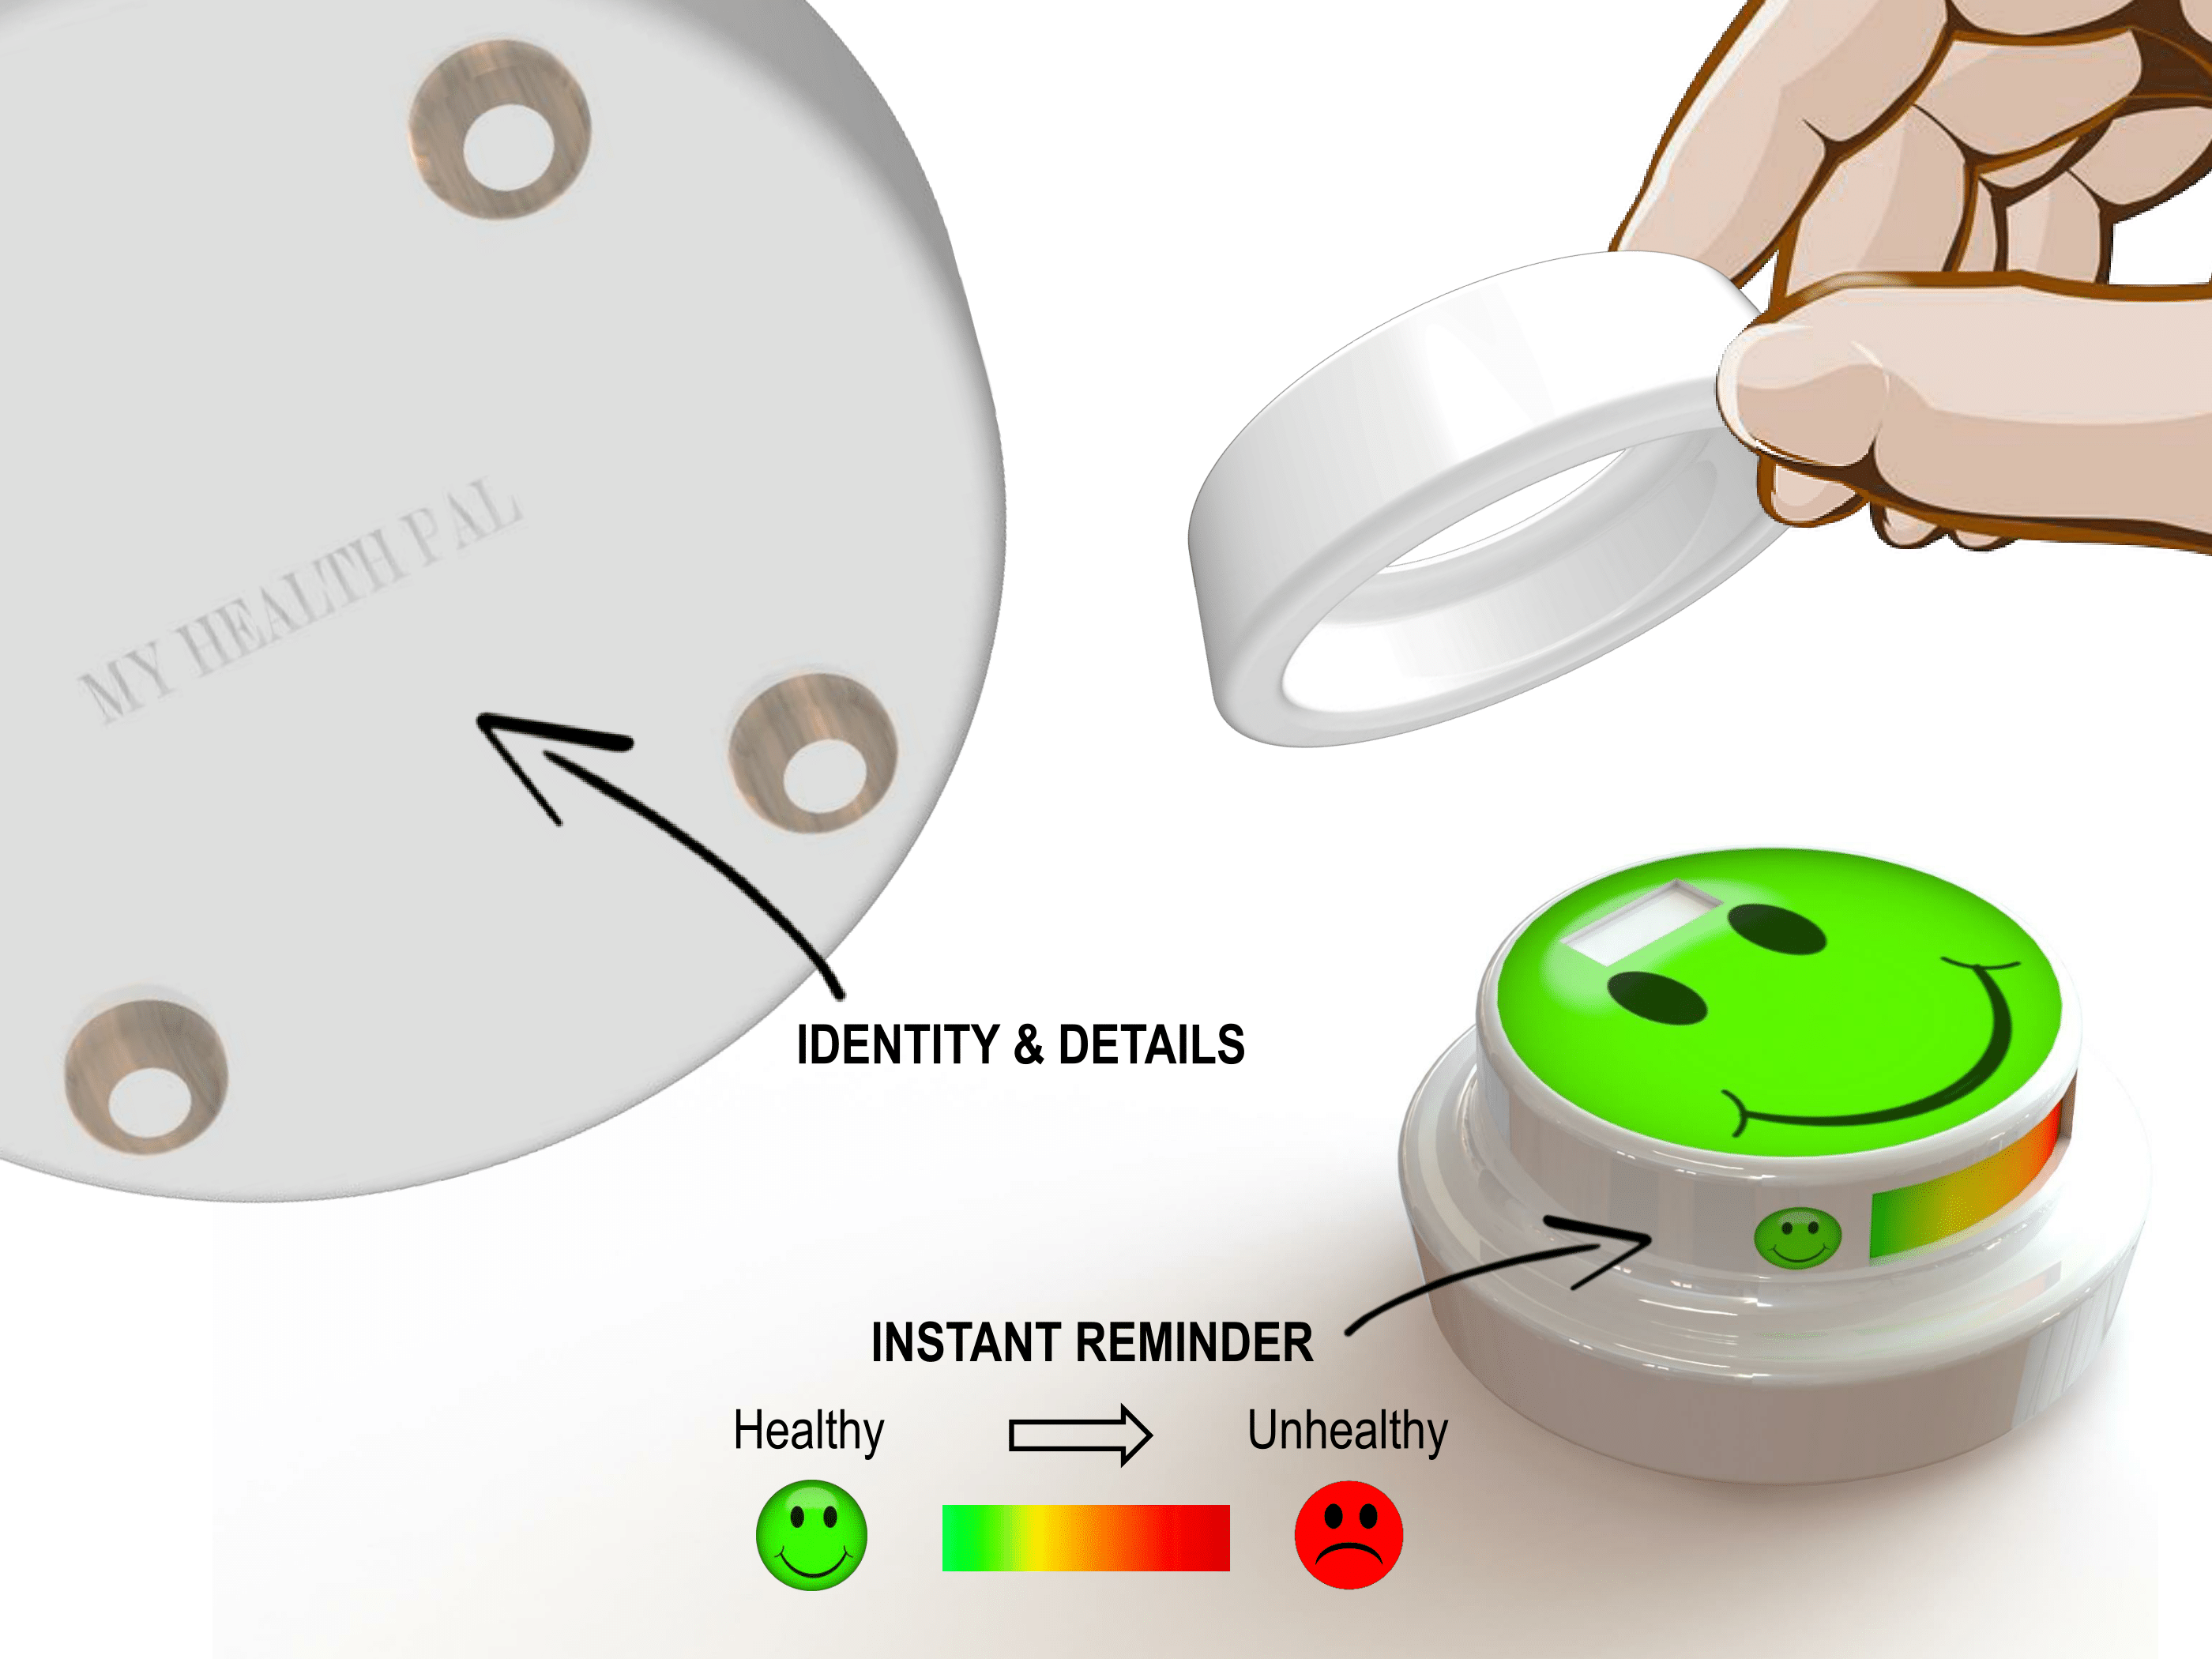 MY HEALTH PAL
IDENTITY & DETAILS
INSTANT REMINDER
Healthy
Unhealthy